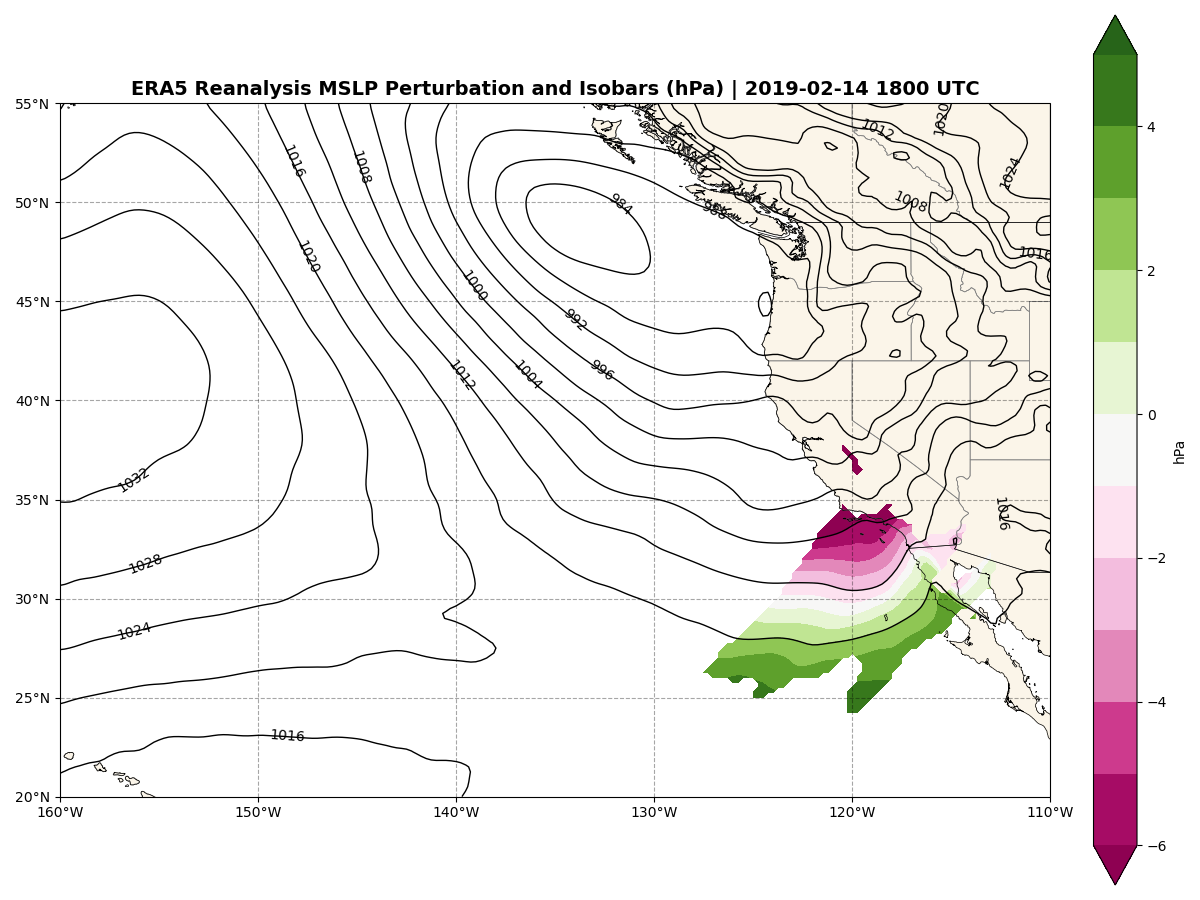 ERA5 Reanalysis MSLP Perturbation and Isobars (hPa) | 2019-02-14 1800 UTC
55°N
50°N
45°N
40°N
35°N
30°N
25°N
20°N
160°W 150°W 140°W 130°W 120°W 110°W
1016
1008
984
988
1012
1020
1024
1008
1016
1020
1000
992
996
1012
1004
1032
1016
1028
1024
1016
4
2
0
−2
−4
−6
hPa